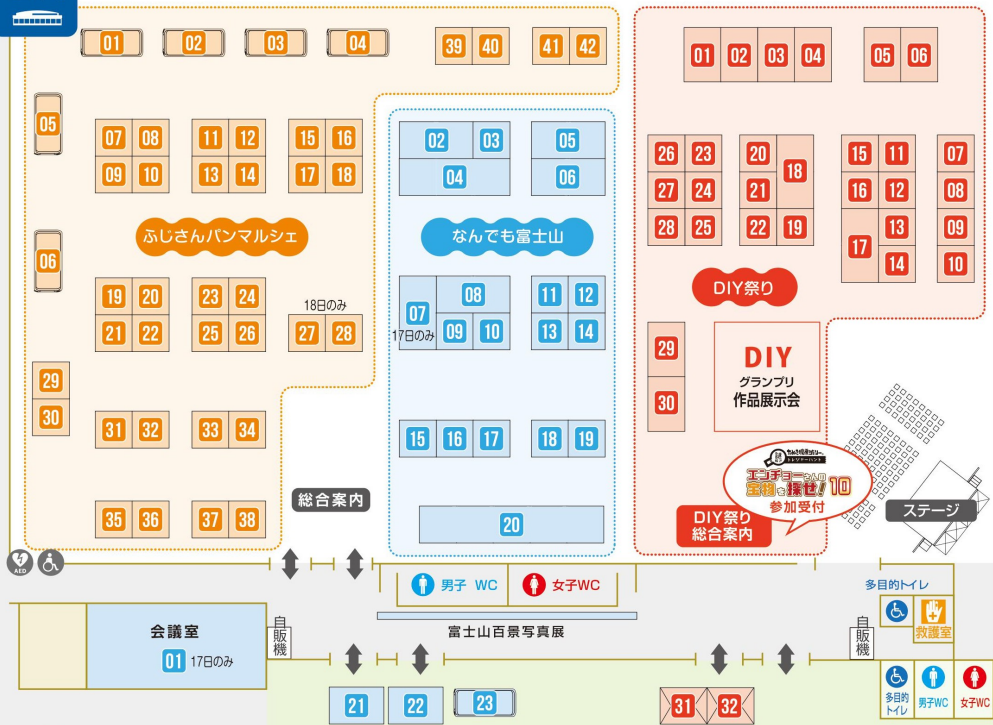 01 02 03 04
39 40 41 42
05
07 08 11 12 15 16
09 10 13 14 17 18
ふじさんパンマルシェ
06
19 20 23 24
18日のみ
21 22 25 26 27 28
29
30
31 32 33 34
35 36 37 38
総合案内
02 03 05
04 06
なんでも富士山
07 08 11 12
17日のみ
09 10 13 14
15 16 17 18 19
20
01 02 03 04 05 06
26 23 20 18 15 11 07
27 24 21 16 12 08
28 25 22 19 17 13 09
14 10
DIY祭り
29
30
DIY
グランプリ
作品展示会
エンチョーさんの
宝物を探せ!10
参加受付
DIY祭り
総合案内
ステージ
AED
男子 WC
女子WC
富士山百景写真展
会議室
01 17日のみ
自販機
自販機
多目的トイレ
救護室
多目的
トイレ
男子WC
女子WC
21 22 23
31 32